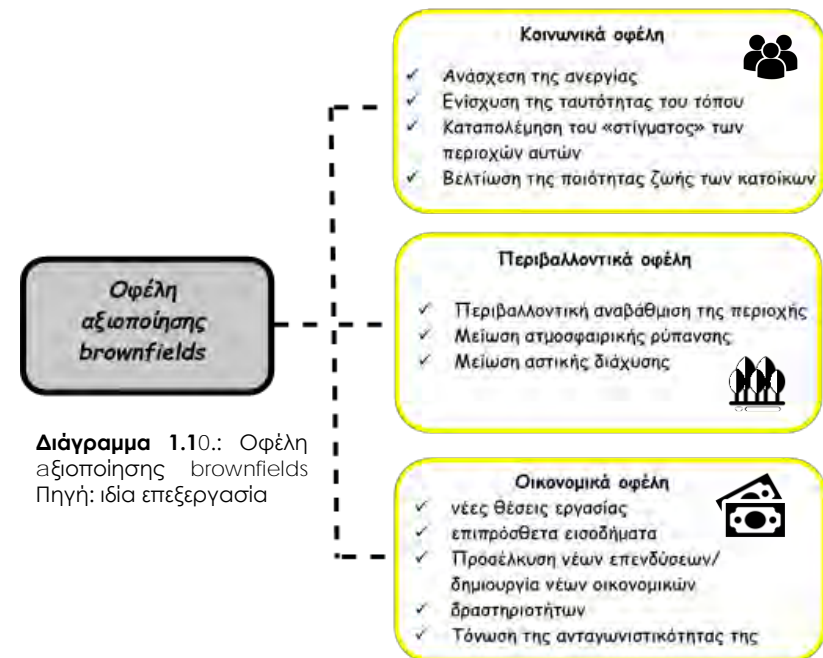 Κοινωνικά οφέλη
✓ Ανάσχεση της ανεργίας
✓ Ενίσχυση της ταυτότητας του τόπου
✓ Καταπολέμηση του «στίγματος» των
περιοχών αυτών
✓ Βελτίωση της ποιότητας ζωής των κατοίκων
Οφέλη
αξιοποίησης
brownfields
Περιβαλλοντικά οφέλη
✓ Περιβαλλοντική αναβάθμιση της περιοχής
✓ Μείωση ατμοσφαιρικής ρύπανσης
✓ Μείωση αστικής διάχυσης
Διάγραμμα 1.10.: Οφέλη
αξιοποίησης brownfields
Πηγή: ιδία επεξεργασία
Οικονομικά οφέλη
✓ νέες θέσεις εργασίας
✓ επιπρόσθετα εισοδήματα
✓ Προσέλκυση νέων επενδύσεων/
δημιουργία νέων οικονομικών
✓ δραστηριοτήτων
✓ Τόνωση της ανταγωνιστικότητας της